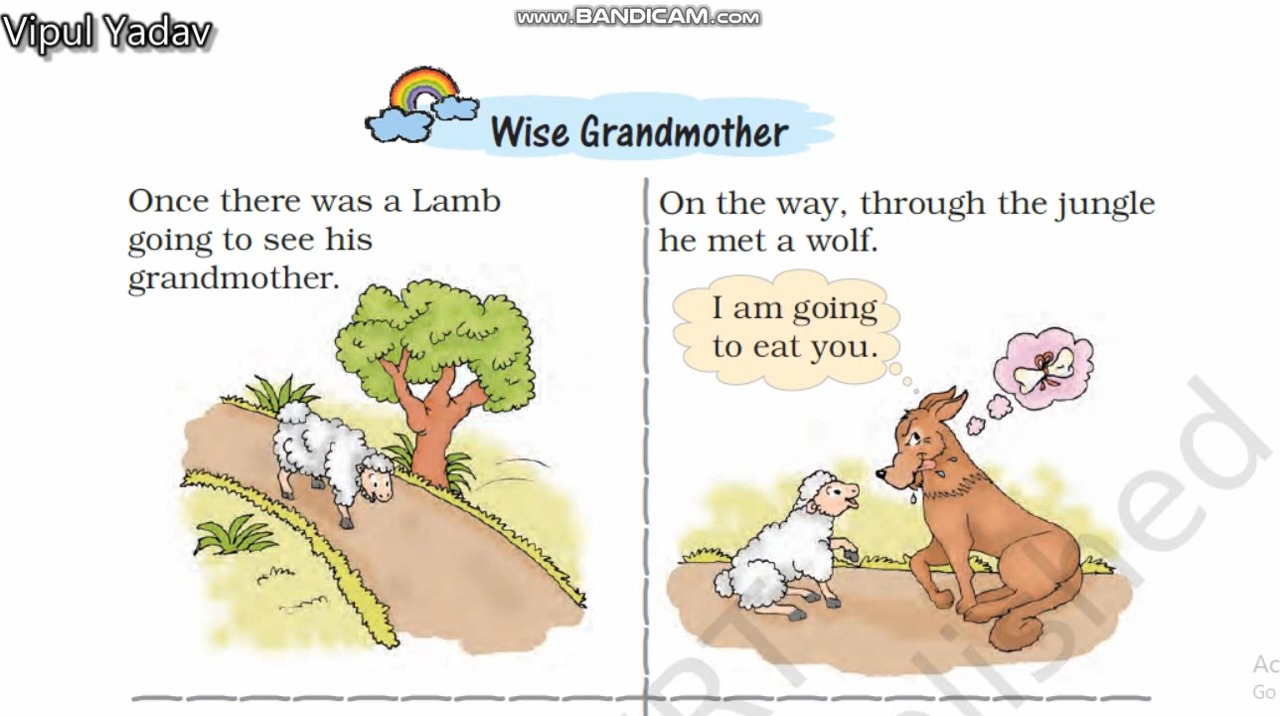 www.BANDICAM.com
Vipul Yadav
Wise Grandmother
Once there was a Lamb
going to see his
grandmother.
On the way, through the jungle
he met a wolf.
I am going
to eat you.
Go